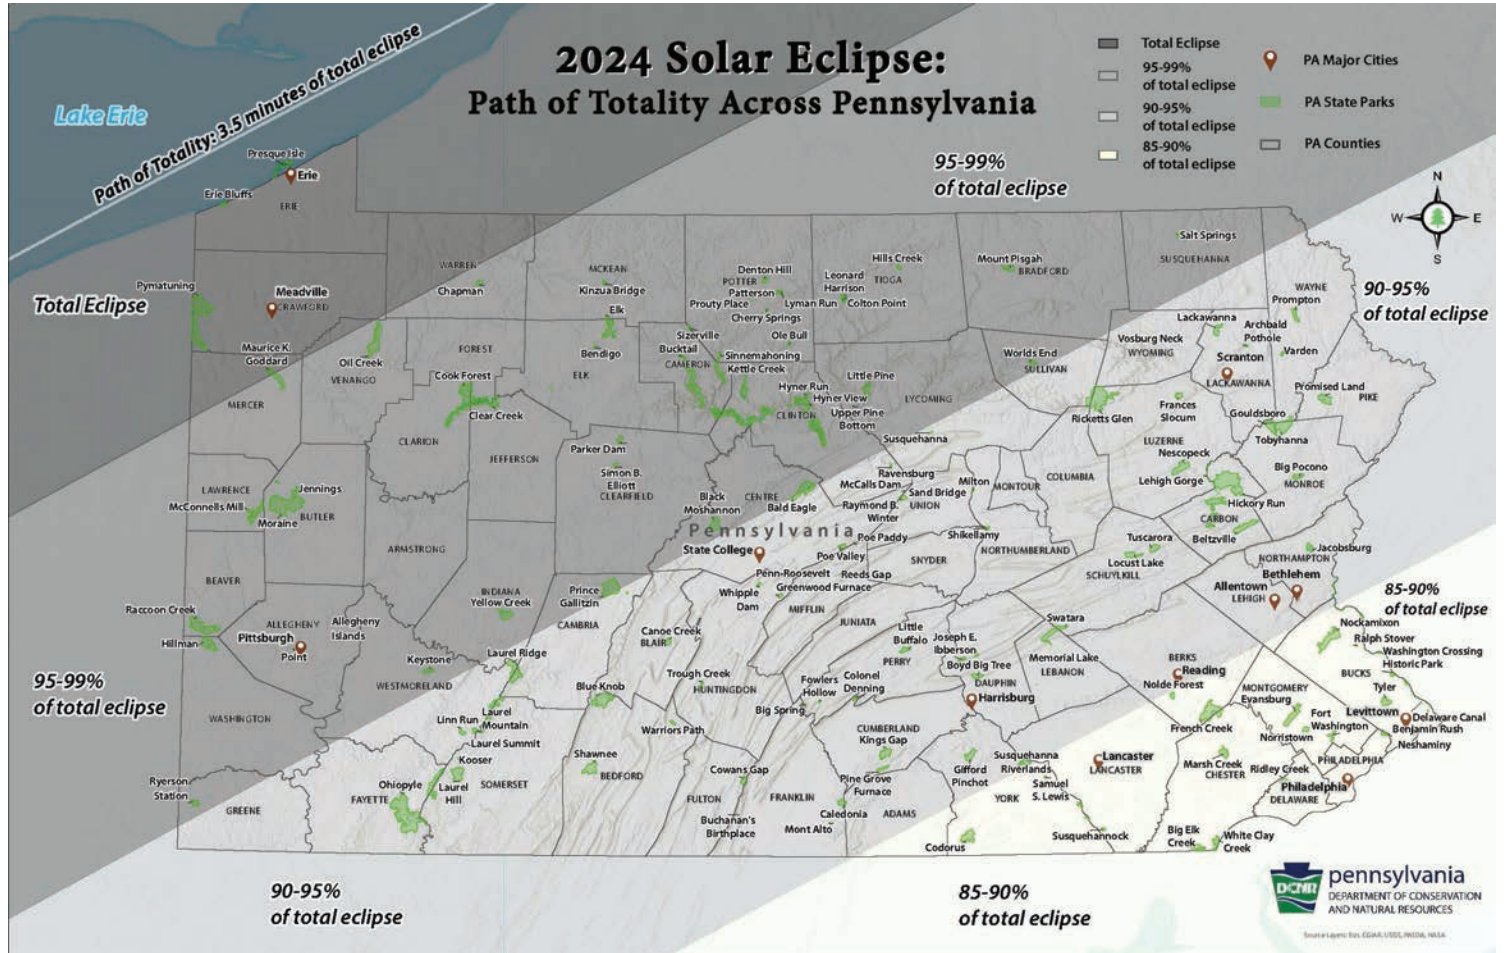 2024 Solar Eclipse:
Path of Totality Across Pennsylvania
Total Eclipse
95-99%
of total eclipse
90-95%
of total eclipse
85-90%
of total eclipse
PA Major Cities
PA State Parks
PA Counties
Lake Erie
Path of Totality: 3.5 minutes of total eclipse
95-99%
of total eclipse
N
W
E
S
Presque Isle
Erie
Erie Bluffs
ERIE
Total Eclipse
Pymatuning
Meadville
CRAWFORD
WARREN
Chapman
MCKEAN
Kinzua Bridge
Elk
Bendigo
Denton Hill
POTTER
Patterson
Prouty Place
Lyman Run
Cherry Springs
Ole Bull
Hills Creek
Leonard
Harrison
TIOGA
Colton Point
Mount Pisgah
BRADFORD
Salt Springs
SUSQUEHANNA
WAYNE
Prompton
90-95%
of total eclipse
Maurice K.
Goddard
Oil Creek
VENANGO
FOREST
Cook Forest
Clear Creek
ELK
Sizerville
Bucktail
CAMERON
Sinnemahoning
Kettle Creek
Hyner Run
Hyner View
CLINTON
Upper Pine
Bottom
Little Pine
LYCOMING
Worlds End
SULLIVAN
Vosburg Neck
WYOMING
Lackawanna
Archbald
Pothole
Scranton
Varden
LACKAWANNA
Promised Land
PIKE
MERCER
CLARION
JEFFERSON
Parker Dam
Simon B.
Elliott
CLEARFIELD
Susquehanna
Ricketts Glen
Frances
Slocum
Gouldsboro
Tobyhanna
LUZERNE
Nescopeck
Lehigh Gorge
Big Pocono
MONROE
LAWRENCE
McConnells Mill
Jennings
Moraine
BUTLER
ARMSTRONG
Black
Moshannon
CENTRE
Bald Eagle
Ravensburg
McCalls Dam
Sand Bridge
Raymond B.
Winter
UNION
Milton
MONTOUR
COLUMBIA
Hickory Run
CARBON
Beltzville
Pennsylvania
State College
Poe Paddy
Poe Valley
Shikellamy
NORTHUMBERLAND
SNYDER
Tuscarora
Locust Lake
SCHUYLKILL
Jacobsburg
NORTHAMPTON
Bethlehem
Allentown
LEHIGH
85-90%
of total eclipse
BEAVER
Raccoon Creek
Hillman
ALLEGHENY
Pittsburgh
Point
Allegheny
Islands
INDIANA
Yellow Creek
Prince
Gallitzin
CAMBRIA
Penn-Roosevelt
Reeds Gap
Whipple
Dam
Greenwood Furnace
MIFFLIN
JUNIATA
Canoe Creek
BLAIR
Little
Buffalo
PERRY
Joseph E.
Ibberson
Boyd Big Tree
DAUPHIN
Swatara
Memorial Lake
LEBANON
BERKS
Reading
Nolde Forest
Nockamixon
Ralph Stover
Washington Crossing
Historic Park
BUCKS
Tyler
95-99%
of total eclipse
WASHINGTON
Keystone
WESTMORELAND
Laurel Ridge
Linn Run
Laurel
Mountain
Laurel Summit
Kooser
Blue Knob
Trough Creek
HUNTINGDON
Warriors Path
Fowlers
Hollow
Colonel
Denning
Big Spring
Harrisburg
CUMBERLAND
Kings Gap
French Creek
MONTGOMERY
Evansburg
Norristown
Fort
Washington
Levittown
Delaware Canal
Benjamin Rush
Neshaminy
PHILADELPHIA
Ryerson
Station
GREENE
Ohiopyle
FAYETTE
Laurel
Hill
SOMERSET
Shawnee
BEDFORD
Cowans Gap
FULTON
Buchanan's
Birthplace
FRANKLIN
Pine Grove
Furnace
Caledonia
Mont Alto
ADAMS
Gifford
Pinchot
Susquehanna
Riverlands
Samuel
S. Lewis
YORK
Codorus
Susquehannock
Lancaster
LANCASTER
Marsh Creek
CHESTER
Ridley Creek
Philadelphia
DELAWARE
Big Elk
Creek
White Clay
Creek
90-95%
of total eclipse
85-90%
of total eclipse
DCNR
pennsylvania
DEPARTMENT OF CONSERVATION
AND NATURAL RESOURCES